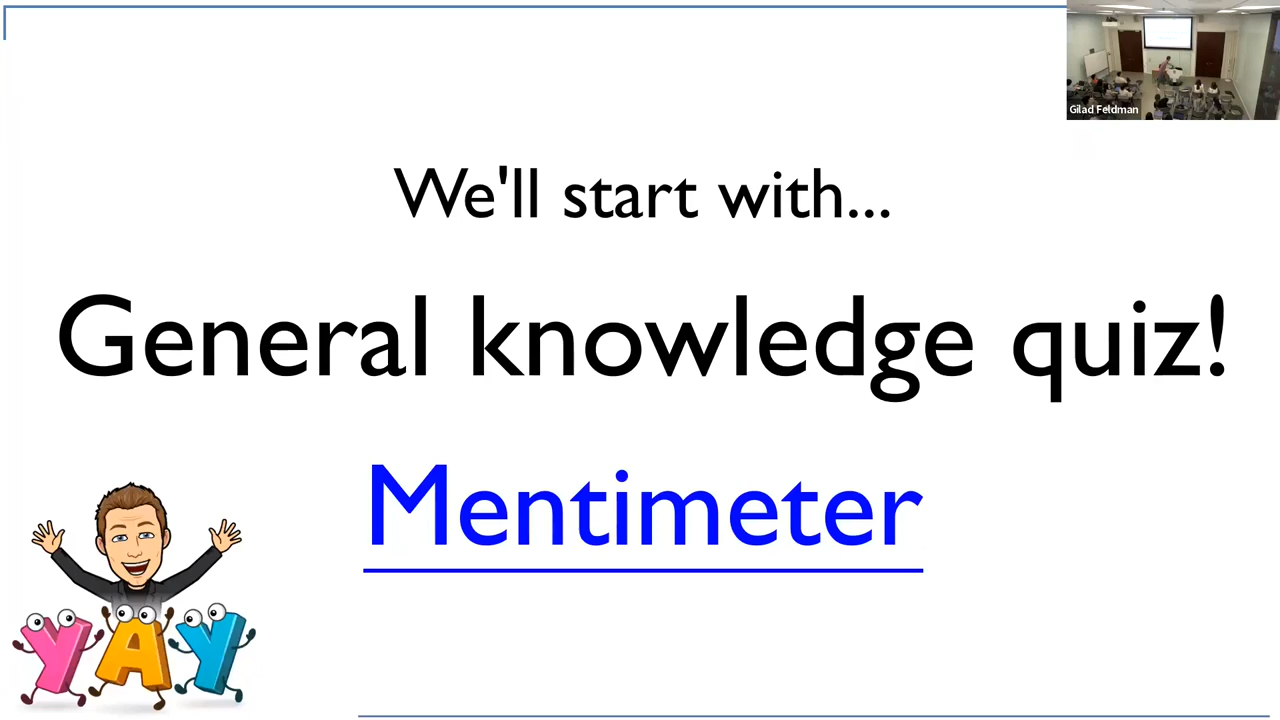 Gilad Feldman
We'll start with...
General knowledge quiz!
Mentimeter
YAY